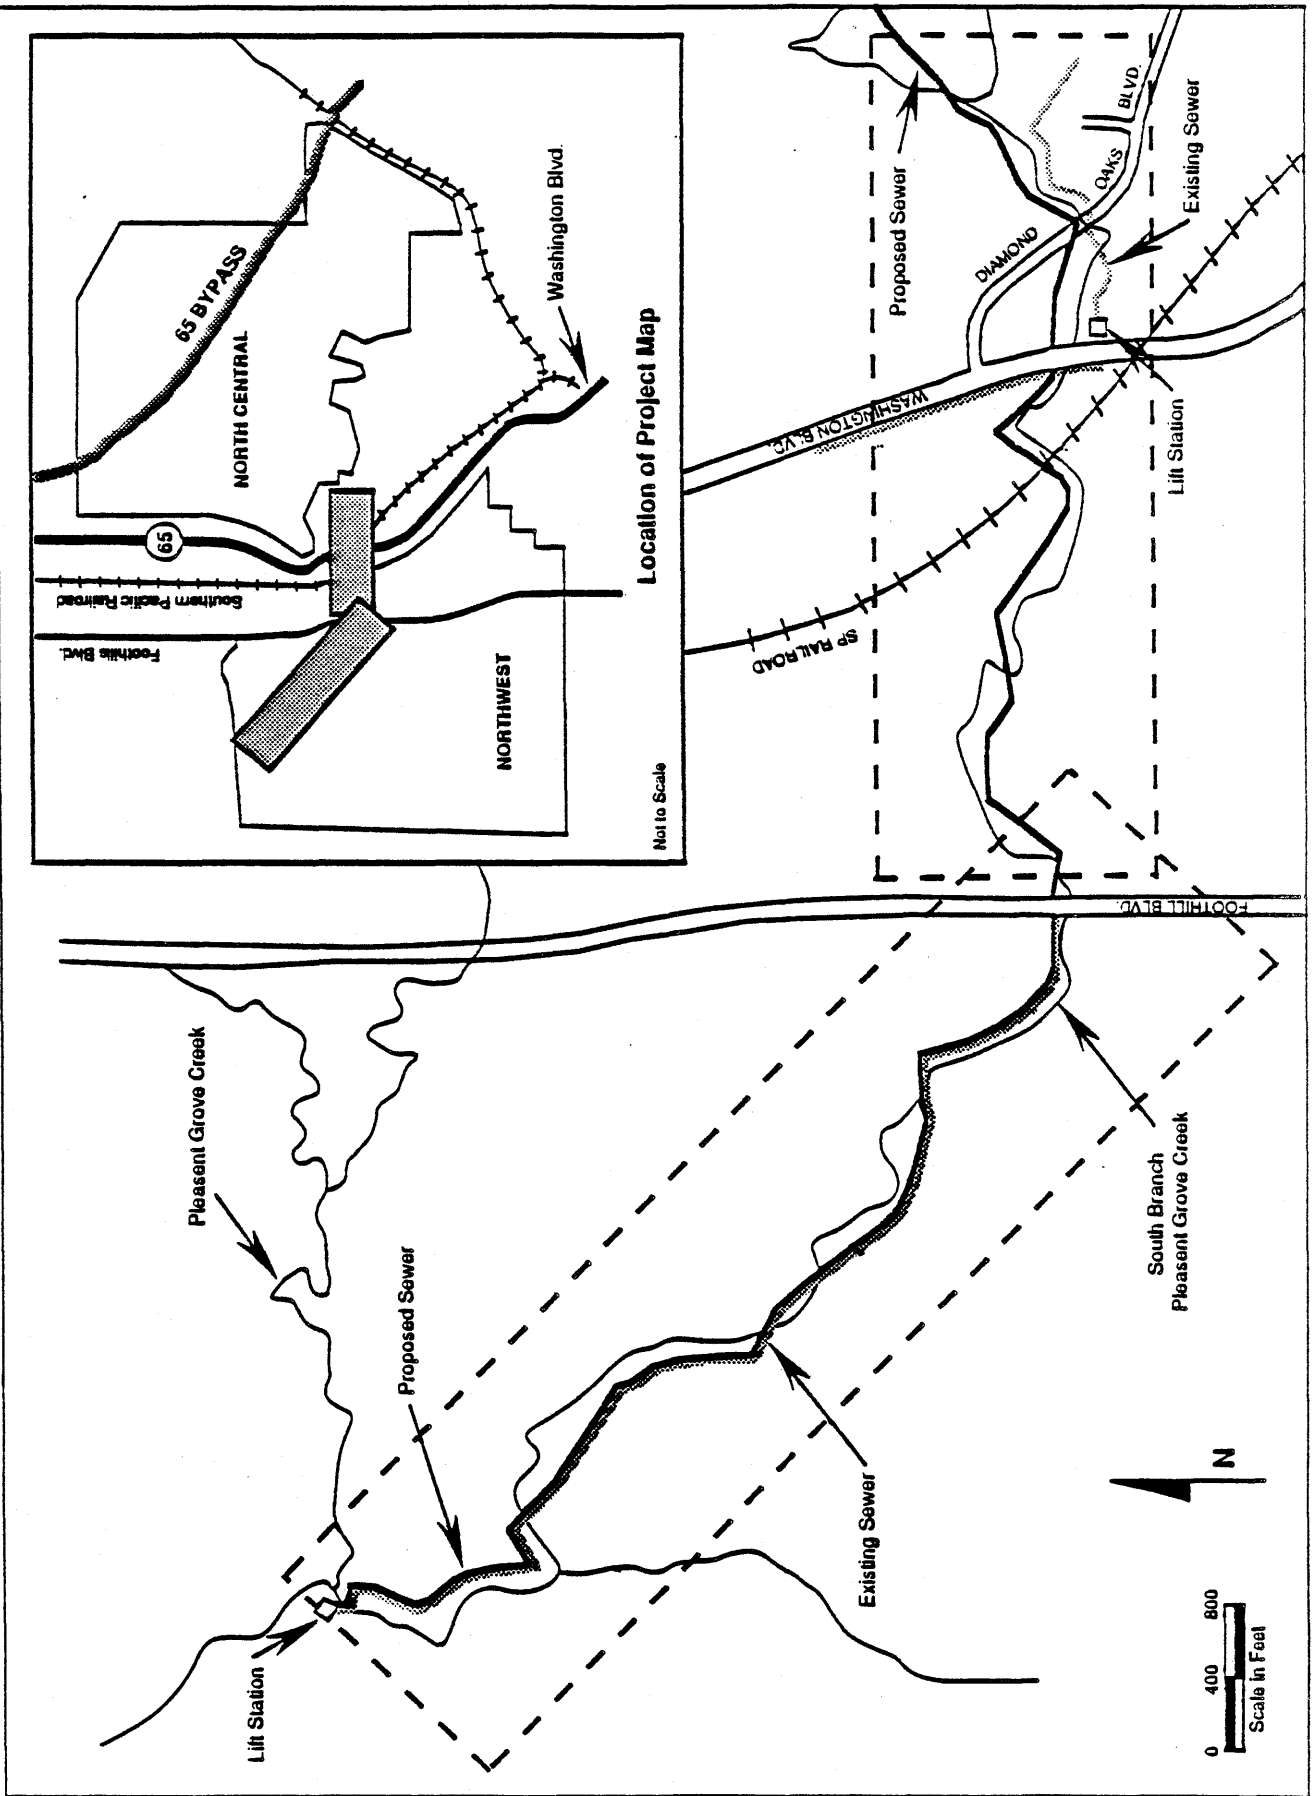 65 BYPASS
NORTH CENTRAL
65
Southern Pacific Railroad
Foothills Blvd.
NORTHWEST
Washington Blvd.
Location of Project Map
Not to Scale
Proposed Sewer
OAKS
BLVD.
Existing Sewer
DIAMOND
WASHINGTON BLVD.
Lift Station
SP RAILROAD
FOOTHILL BLVD.
Pleasent Grove Creek
Proposed Sewer
South Branch
Pleasent Grove Creek
Existing Sewer
Lift Station
N
0 400 800
Scale in Feet